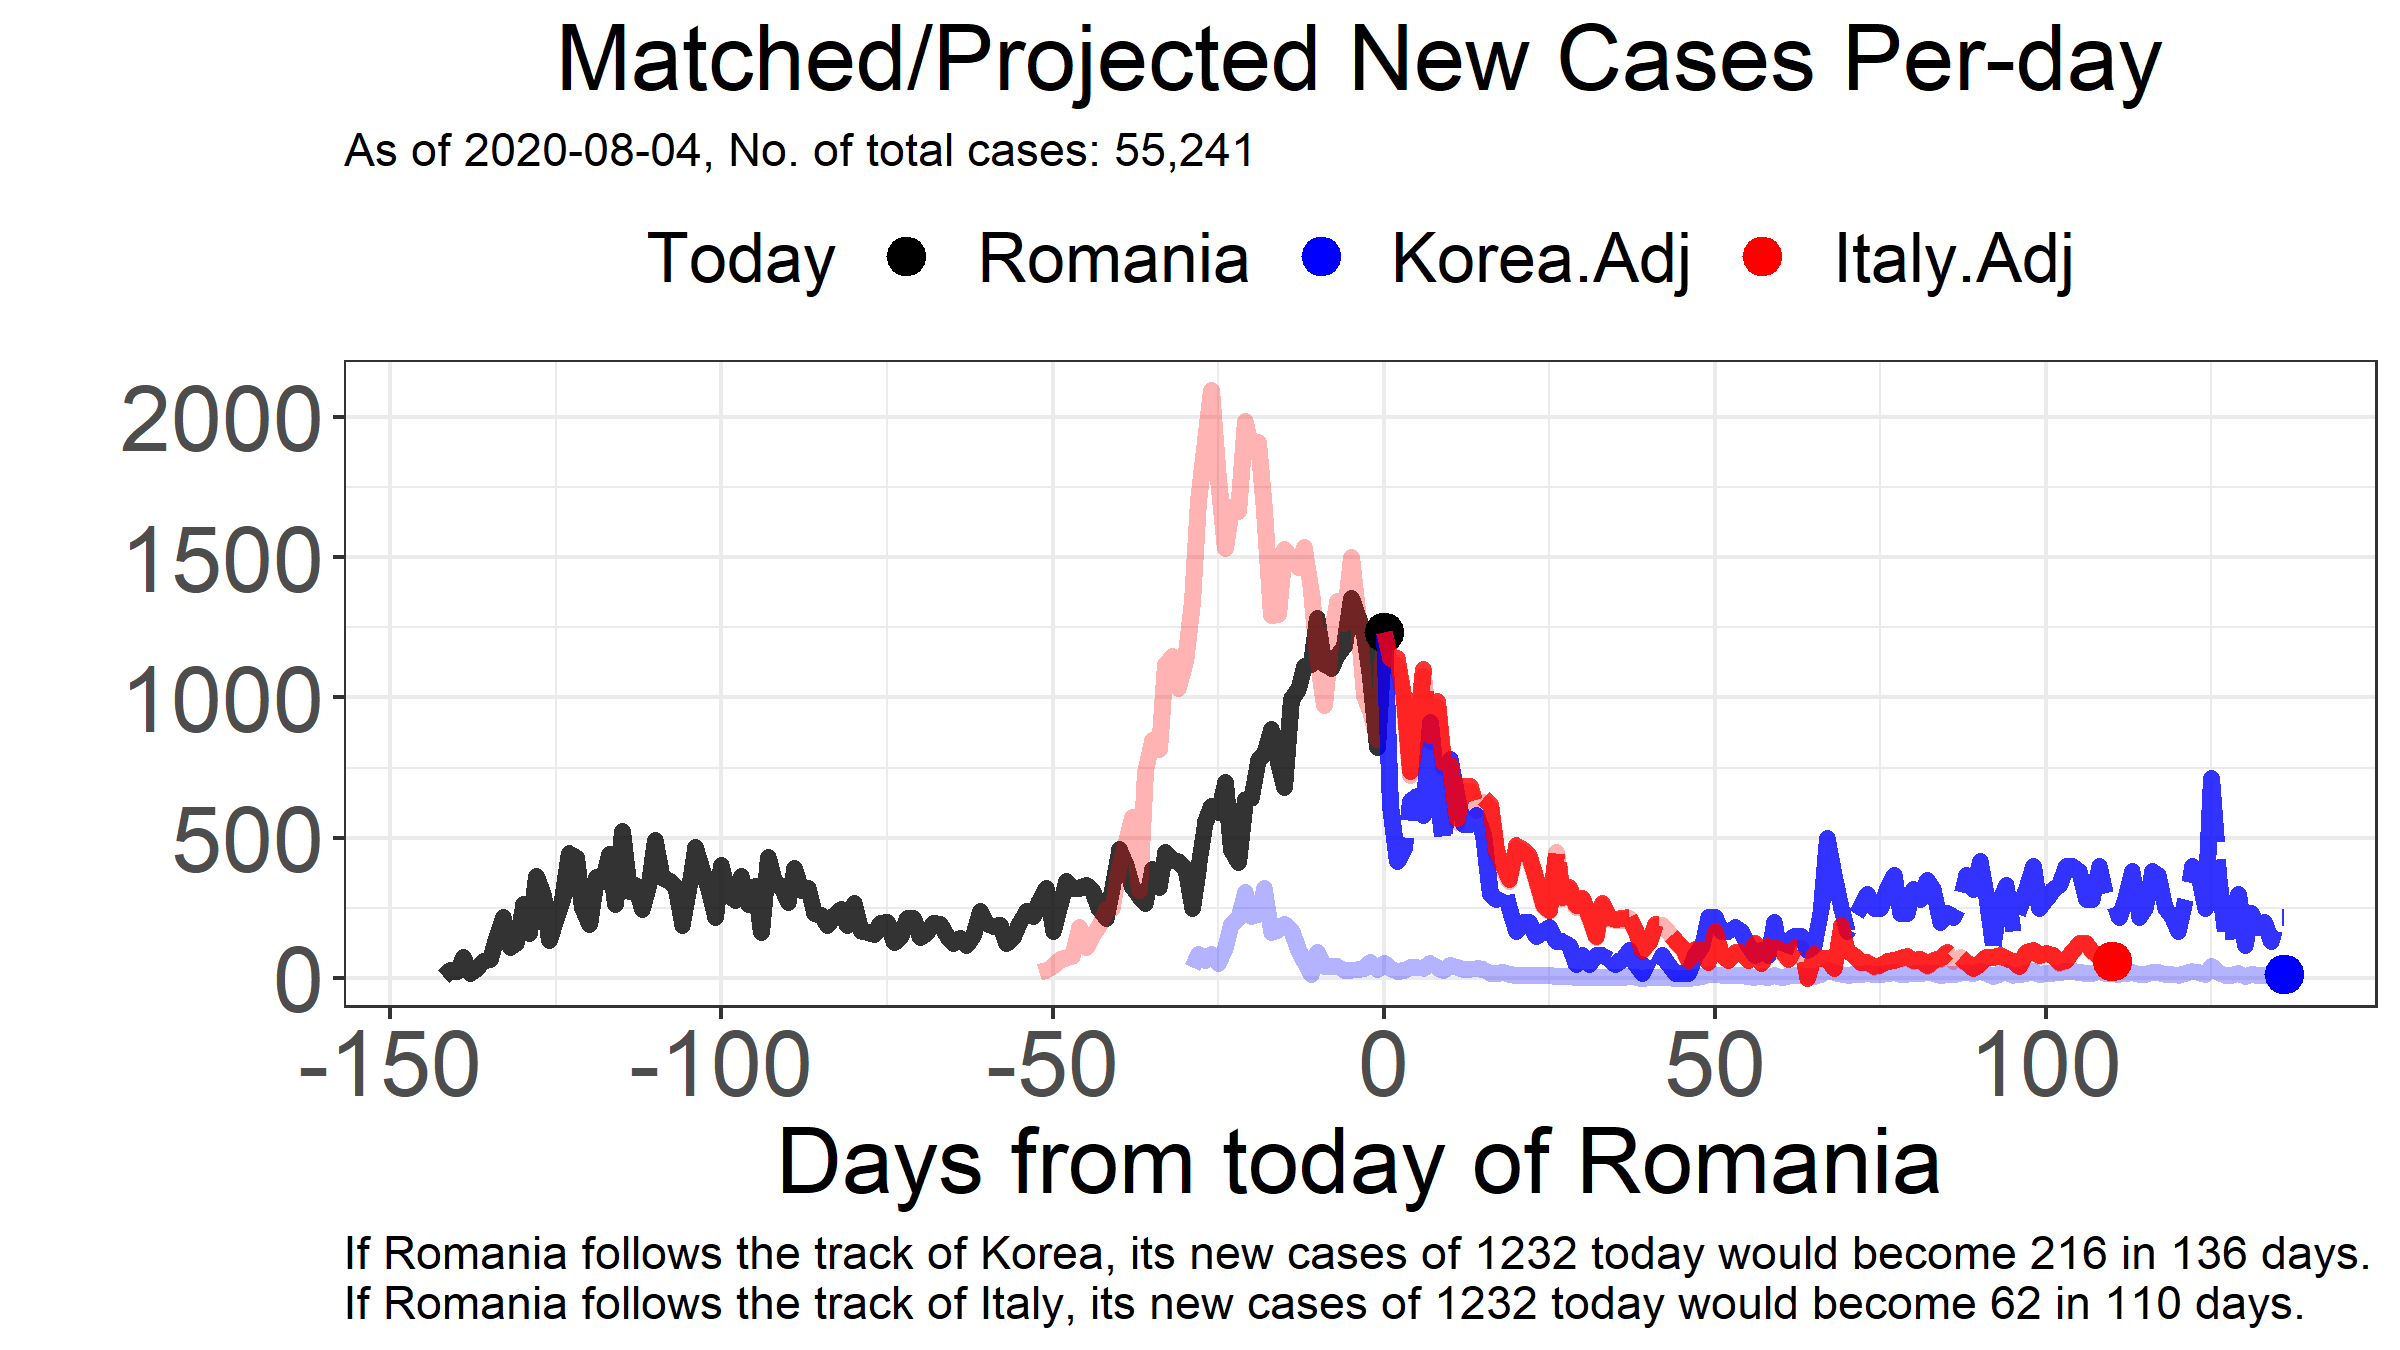 Matched/Projected New Cases Per-day
As of 2020-08-04, No. of total cases: 55,241
Today Romania Korea.Adj Italy.Adj
2000
1500
1000
500
0
-150 -100 -50 0 50 100
Days from today of Romania
If Romania follows the track of Korea, its new cases of 1232 today would become 216 in 136 days.
If Romania follows the track of Italy, its new cases of 1232 today would become 62 in 110 days.